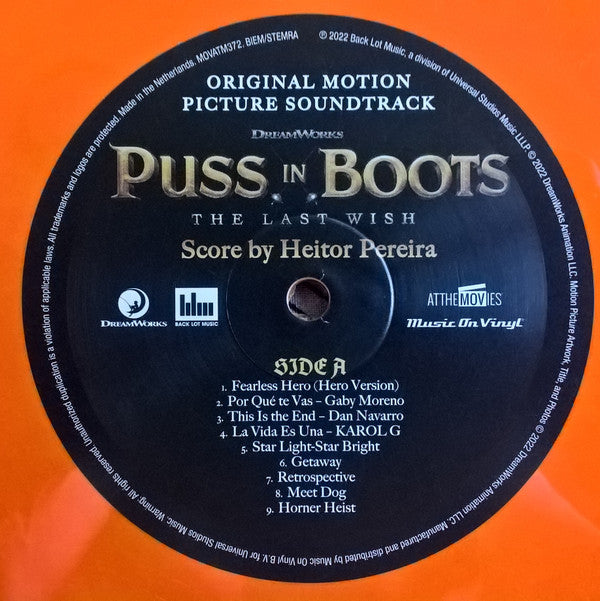 ℗ 2022 Back Lot Music, a division of Universal Studios Music LLLP © 2022 DreamWorks Animation LLC. Motion Picture Artwork, Title, and Photos © 2022 DreamWorks Animation LLC. Manufactured and distributed by Music On Vinyl B.V. for Universal Studios Music. Warning: All rights reserved. Unauthorized duplication is a violation of applicable laws. All trademarks and logos are protected. Made in the Netherlands. MOVATM372. BIEM/STEMRA
ORIGINAL MOTION
PICTURE SOUNDTRACK
DREAMWORKS
PUSS IN BOOTS
THE LAST WISH
Score by Heitor Pereira
DREAMWORKS
blm
BACK LOT MUSIC
ATTHEMOVIES
Music On Vinyl
SIDE A
1. Fearless Hero (Hero Version)
2. Por Qué te Vas – Gaby Moreno
3. This Is the End – Dan Navarro
4. La Vida Es Una – KAROL G
5. Star Light-Star Bright
6. Getaway
7. Retrospective
8. Meet Dog
9. Horner Heist